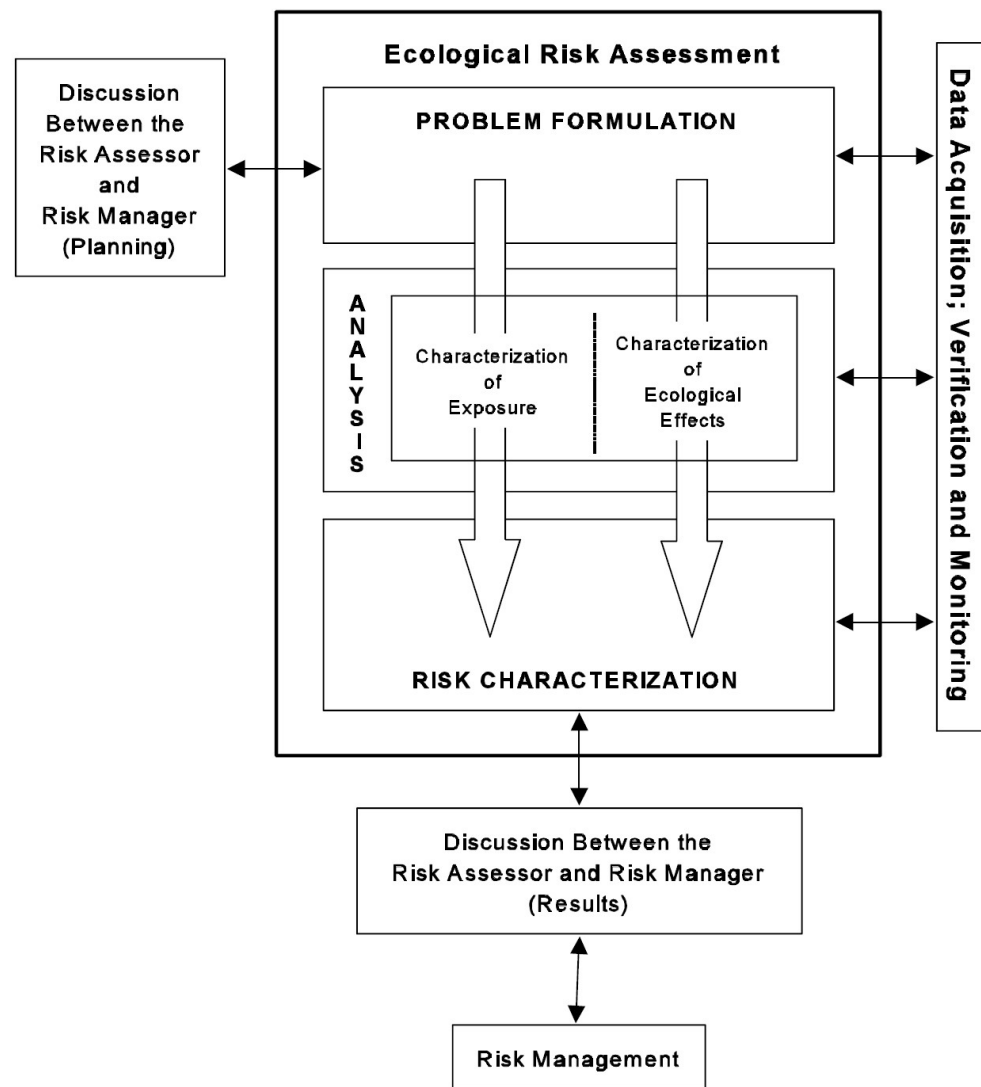 Ecological Risk Assessment
Discussion
Between the
Risk Assessor
and
Risk Manager
(Planning)
PROBLEM FORMULATION
ANALYSIS
Characterization
of
Exposure
Characterization
of
Ecological
Effects
RISK CHARACTERIZATION
Data Acquisition; Verification and Monitoring
Discussion Between the
Risk Assessor and Risk Manager
(Results)
Risk Management